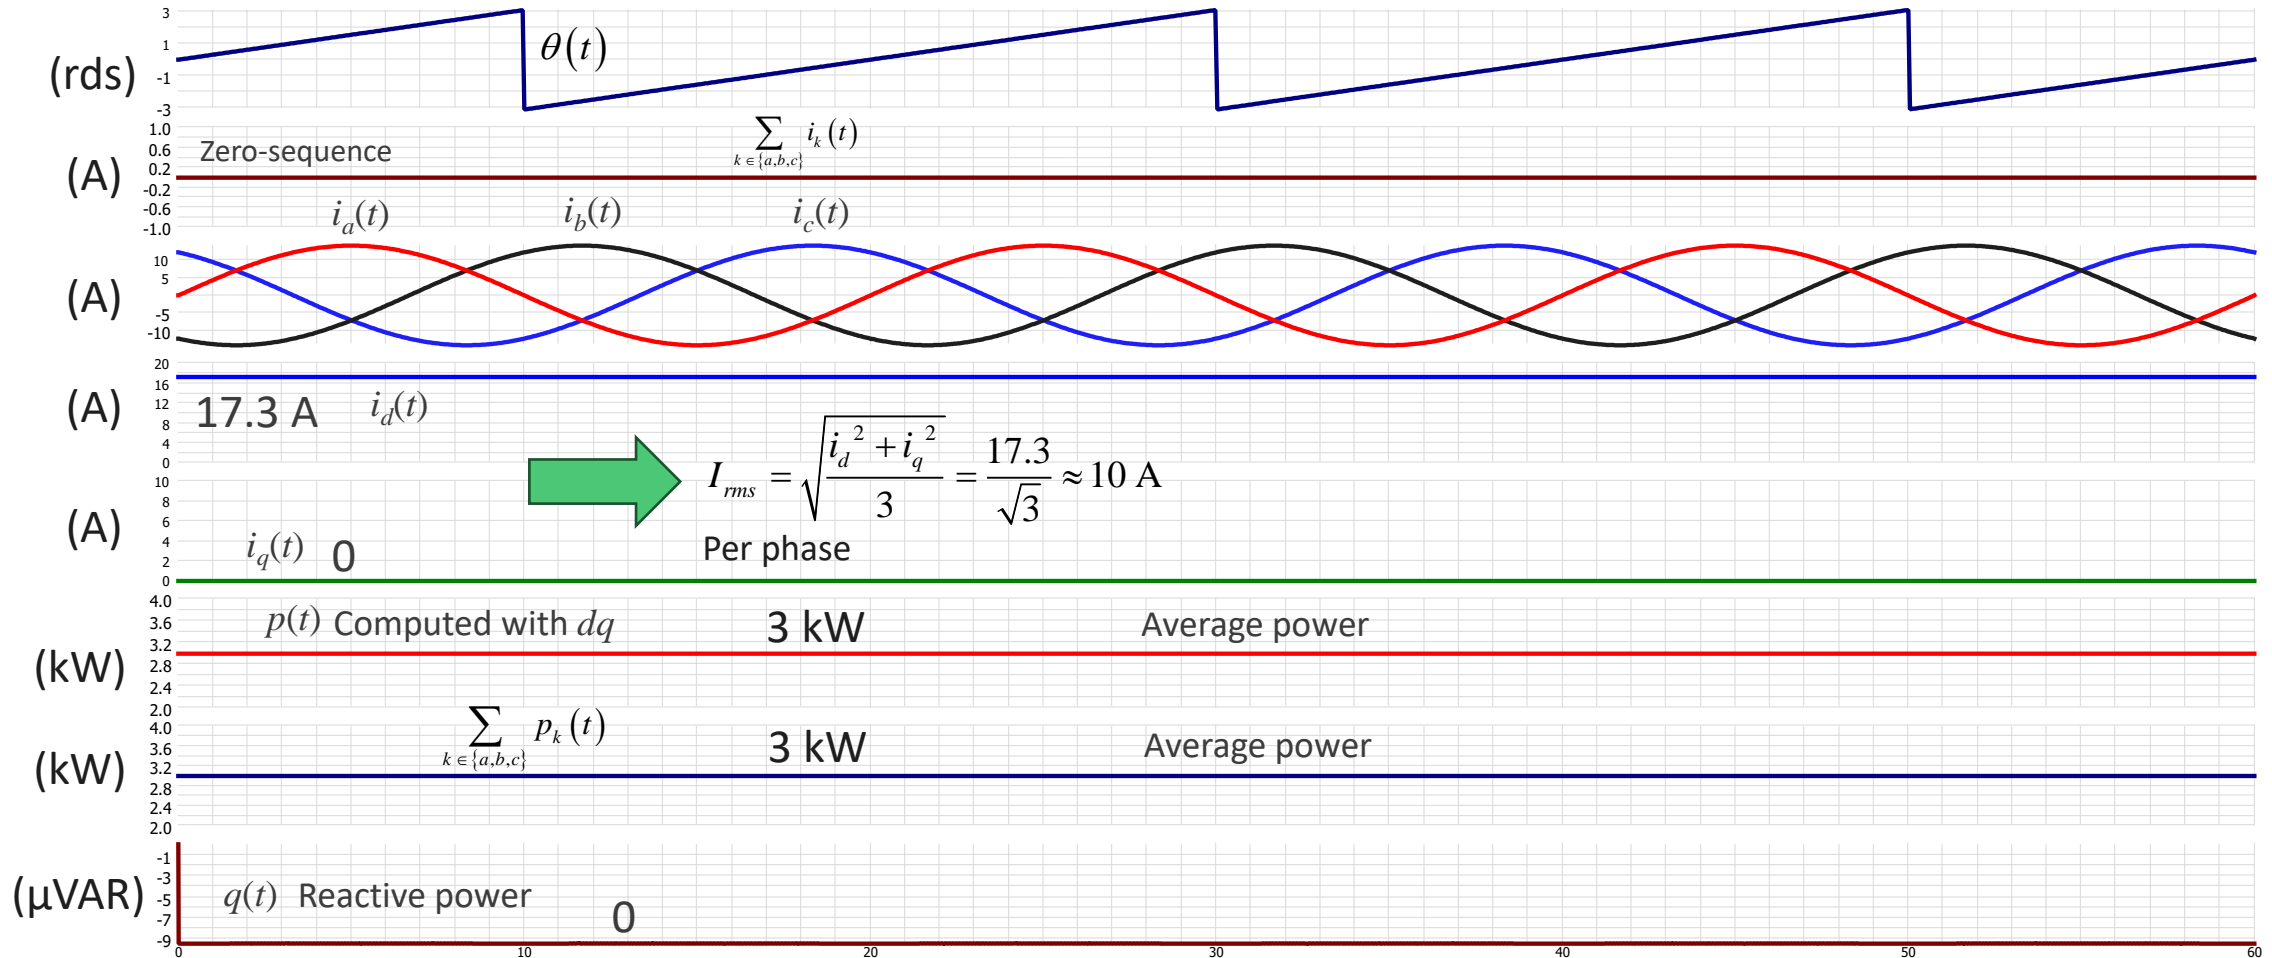 3
1
-1
-3
(rds)
θ(t)
1.0
0.6
0.2
-0.2
-0.6
-1.0
(A)
Zero-sequence
∑ i_k (t)
k ∈{a,b,c}
i_a(t) i_b(t) i_c(t)
10
5
-5
-10
(A)
20
16
12
8
4
0
(A)
17.3 A i_d(t)
I_rms = √((i_d² + i_q²)/3) = 17.3/√3 ≈ 10 A
Per phase
10
8
6
4
2
0
(A)
i_q(t) 0
4.0
3.6
3.2
2.8
2.4
2.0
(kW)
p(t) Computed with dq 3 kW Average power
4.0
3.6
3.2
2.8
2.4
2.0
(kW)
∑ p_k (t) 3 kW Average power
k ∈{a,b,c}
-1
-3
-5
-7
-9
(µVAR)
q(t) Reactive power 0
0 10 20 30 40 50 60